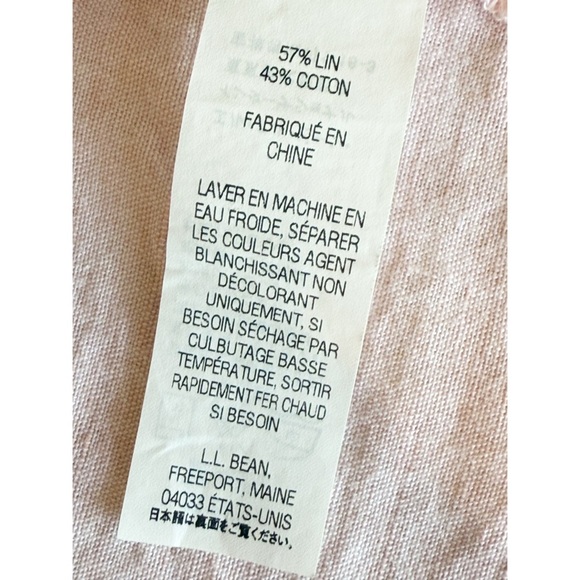 57% LIN
43% COTON
FABRIQUÉ EN
CHINE
LAVER EN MACHINE EN
EAU FROIDE, SÉPARER
LES COULEURS AGENT
BLANCHISSANT NON
DÉCOLORANT
UNIQUEMENT, SI
BESOIN SÉCHAGE PAR
CULBUTAGE BASSE
TEMPÉRATURE, SORTIR
RAPIDEMENT FER CHAUD
SI BESOIN
L.L. BEAN,
FREEPORT, MAINE
04033 ÉTATS-UNIS
日本語は裏面をご覧ください。